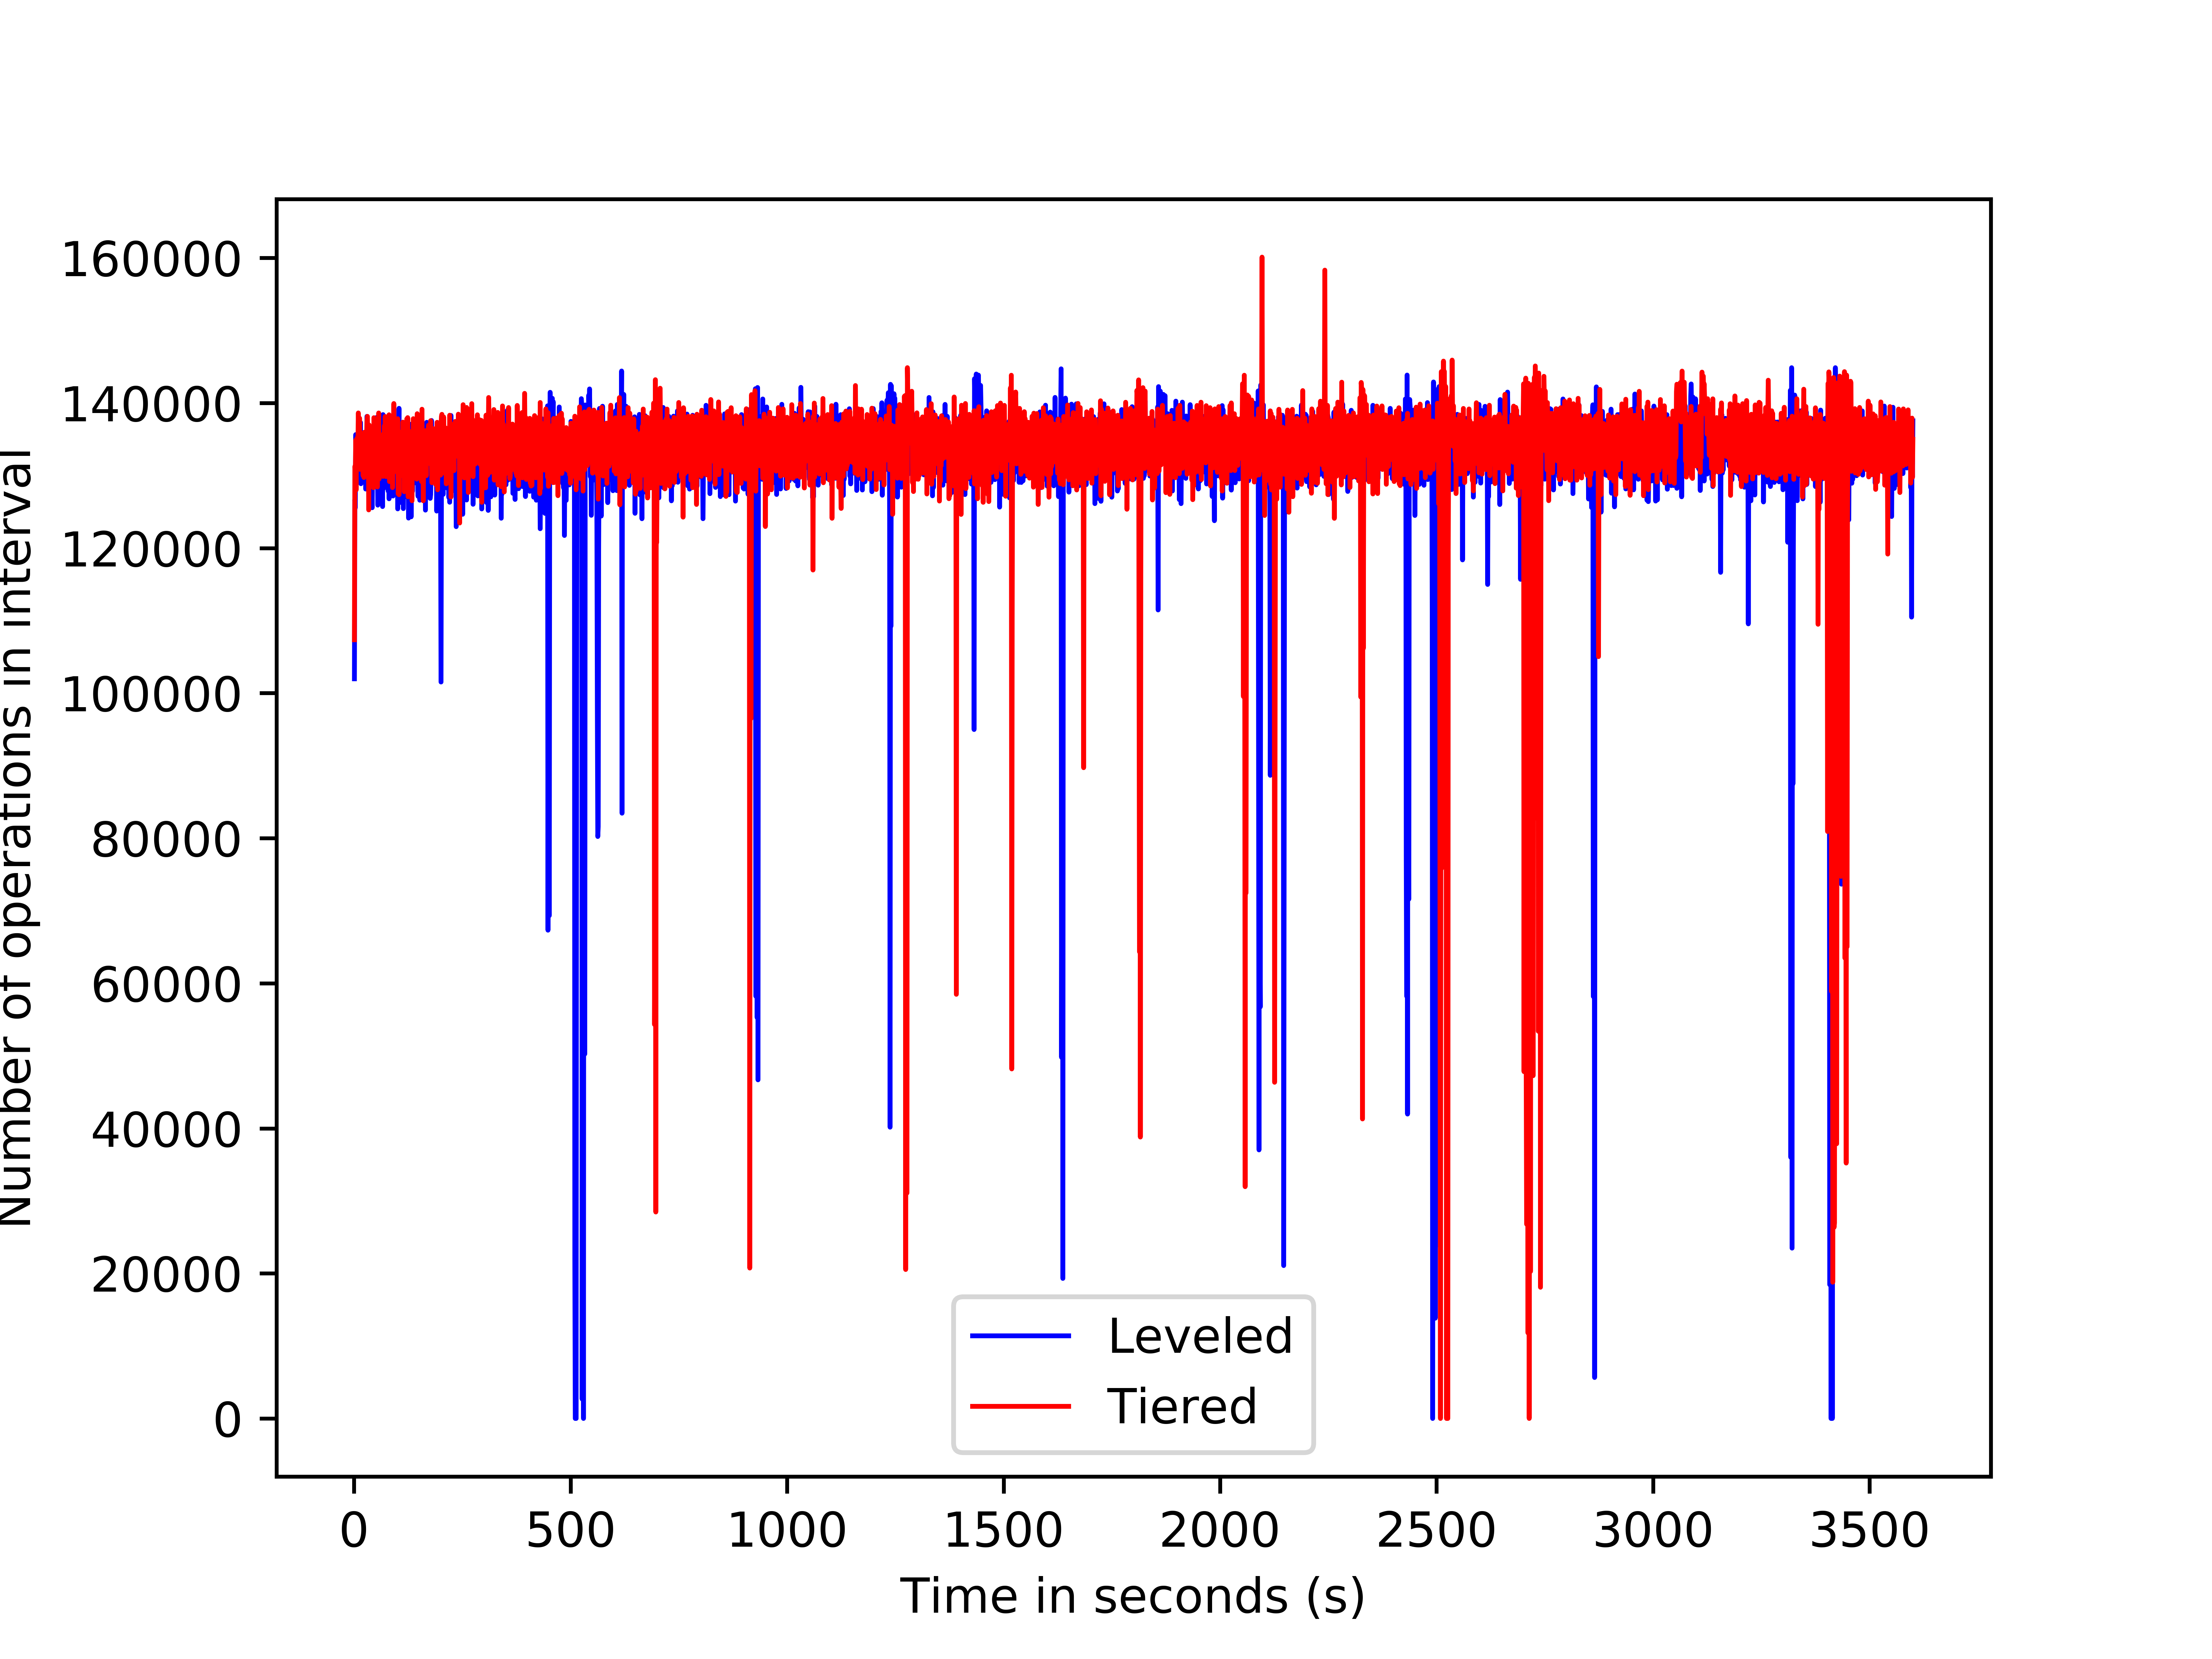 160000
140000
120000
100000
80000
60000
40000
20000
0
Number of operations in interval
Leveled
Tiered
0 500 1000 1500 2000 2500 3000 3500
Time in seconds (s)